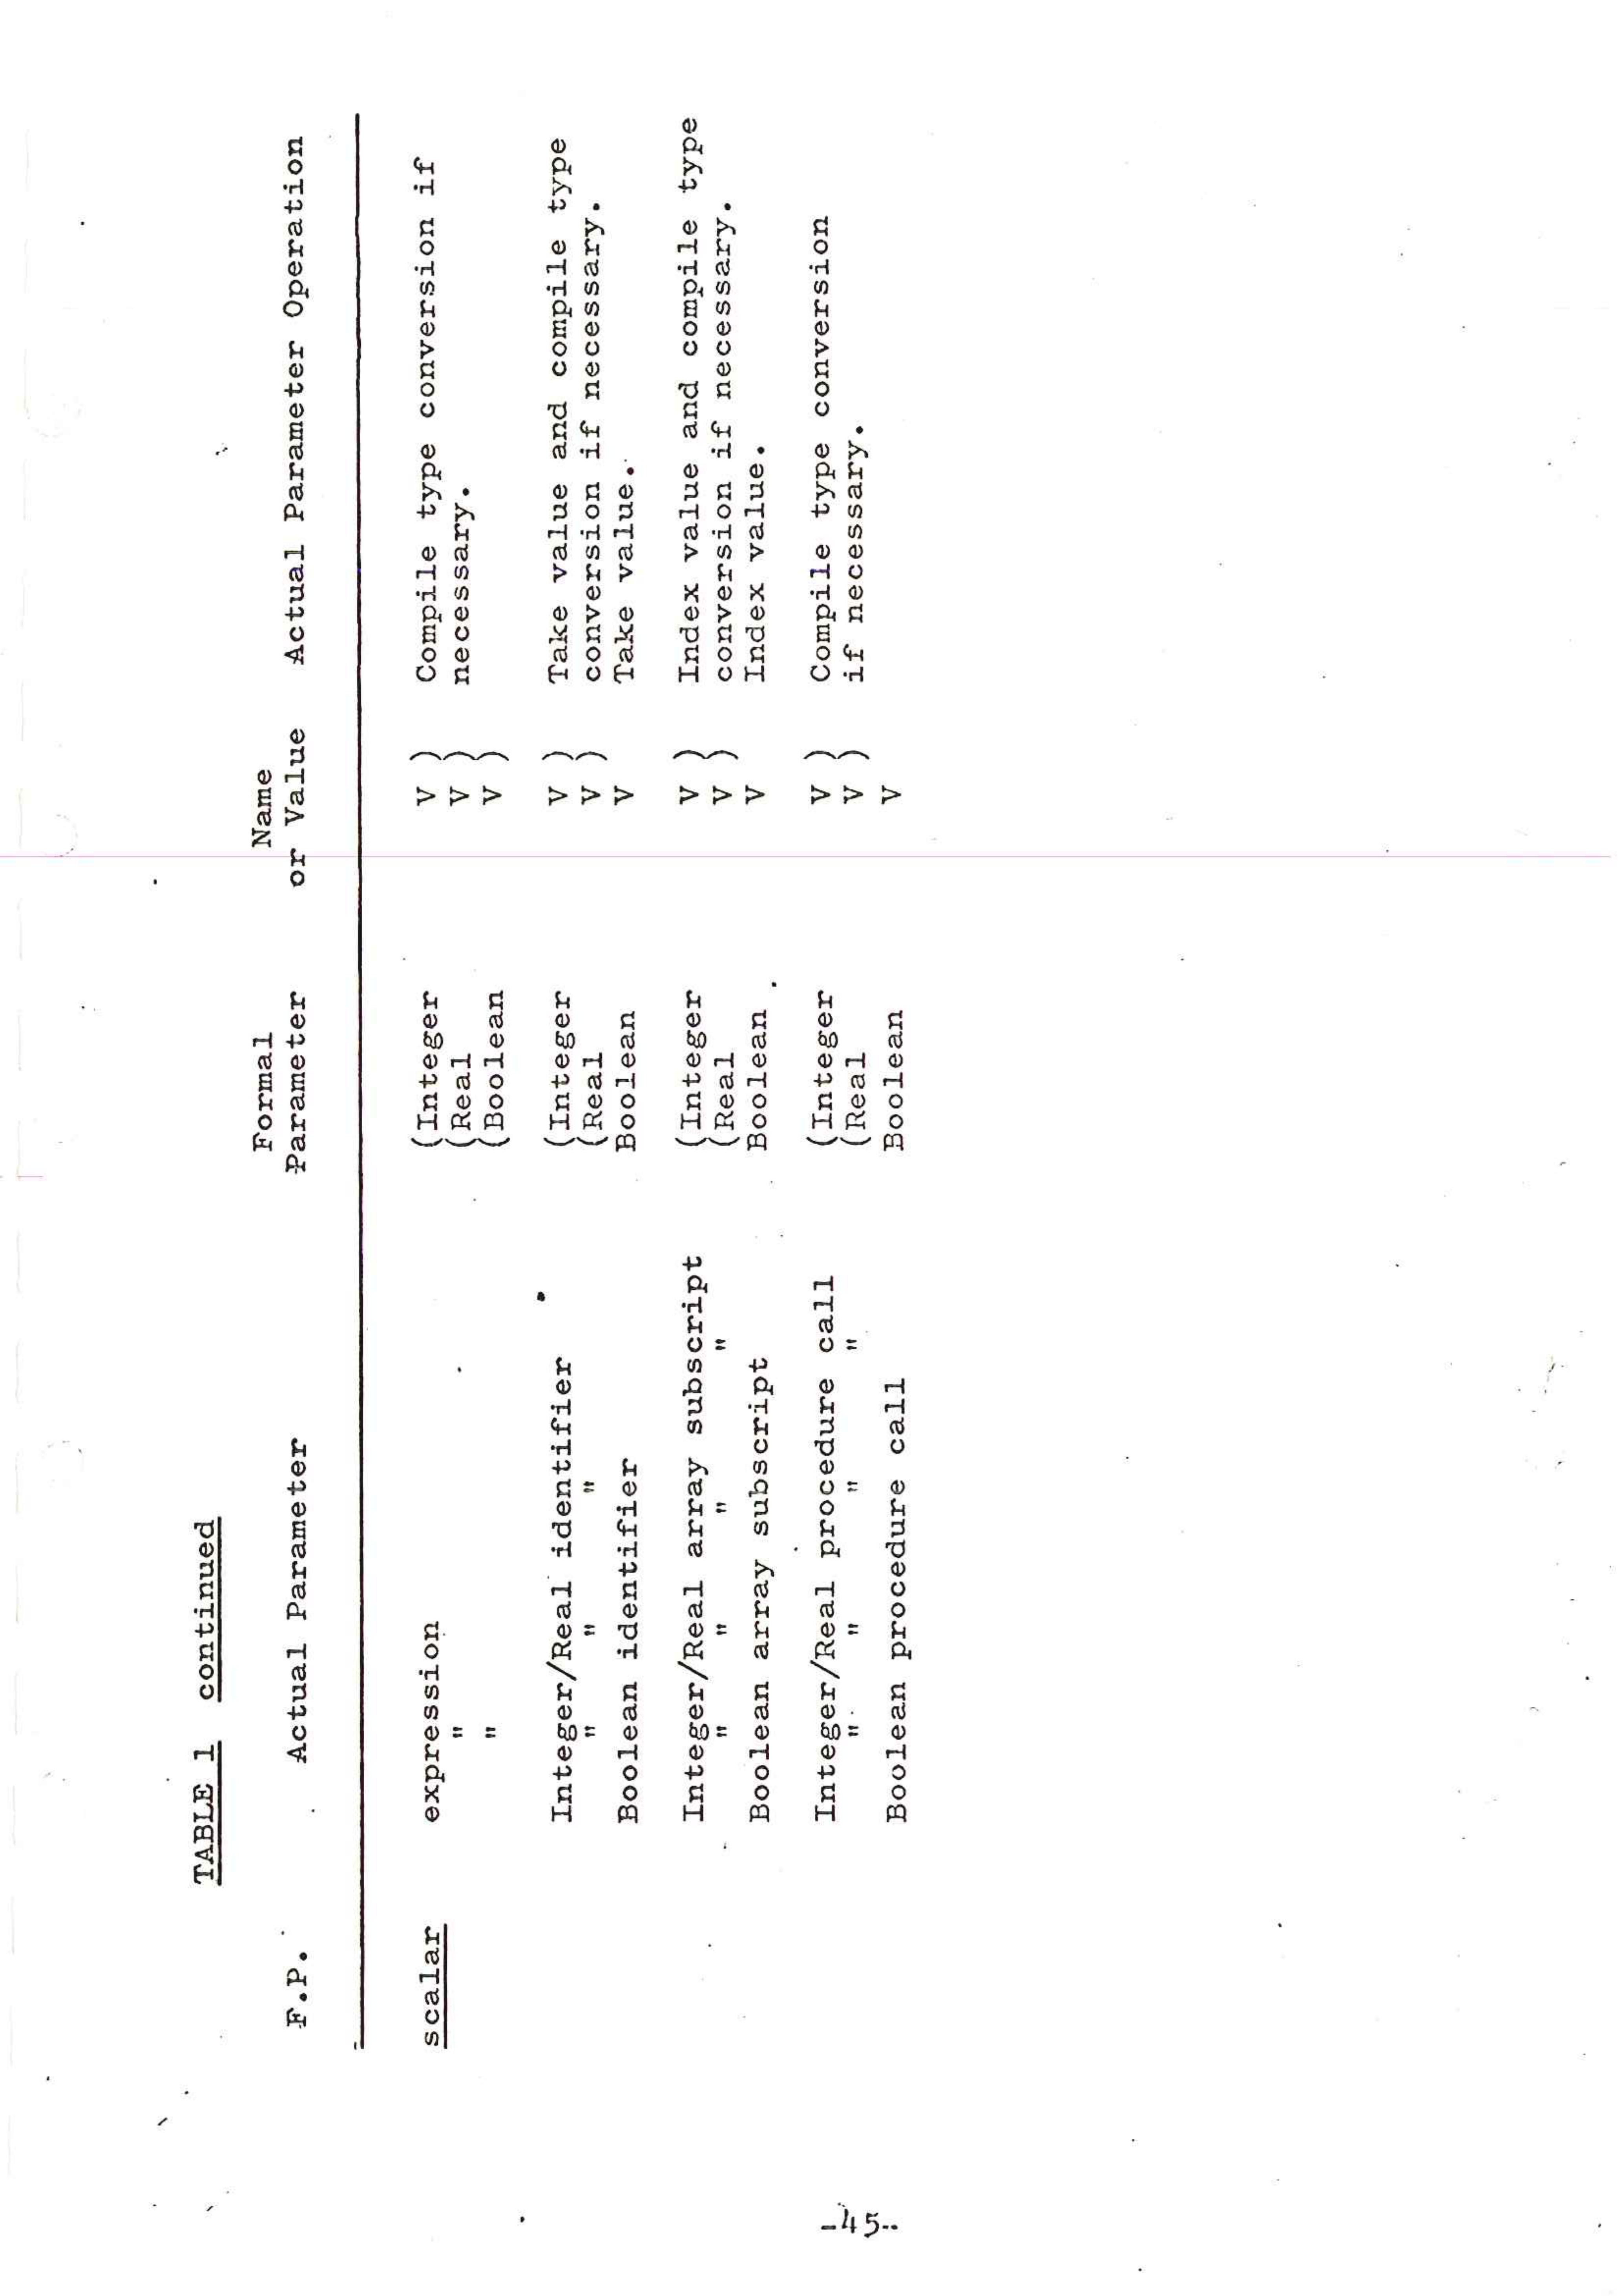 TABLE 1 continued
Formal Name
F.P. Actual Parameter Parameter or Value Actual Parameter Operation
scalar expression (Integer V ) Compile type conversion if
" (Real V ) necessary.
" (Boolean V )
Integer/Real identifier (Integer V ) Take value and compile type
" " " (Real V ) conversion if necessary.
Boolean identifier Boolean V Take value.
Integer/Real array subscript (Integer V ) Index value and compile type
" " " " (Real V ) conversion if necessary.
Boolean array subscript Boolean V Index value.
Integer/Real procedure call (Integer V ) Compile type conversion
" " " " (Real V ) if necessary.
Boolean procedure call Boolean V
-45-